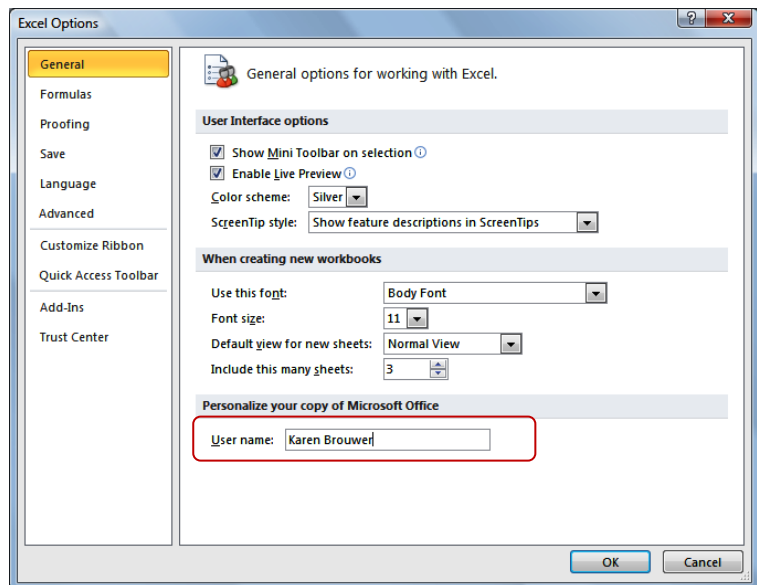 Excel Options
General
Formulas
Proofing
Save
Language
Advanced
Customize Ribbon
Quick Access Toolbar
Add-Ins
Trust Center
General options for working with Excel.
User Interface options
Show Mini Toolbar on selection
Enable Live Preview
Color scheme: Silver
ScreenTip style: Show feature descriptions in ScreenTips
When creating new workbooks
Use this font: Body Font
Font size: 11
Default view for new sheets: Normal View
Include this many sheets: 3
Personalize your copy of Microsoft Office
User name: Karen Brouwer
OK Cancel